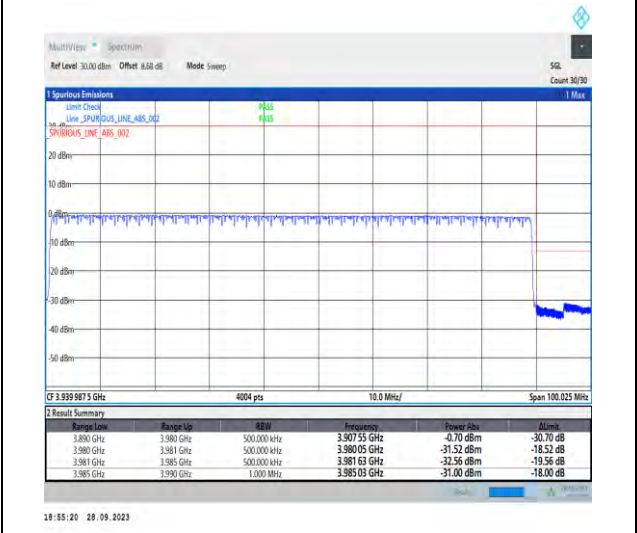 MultiView Spectrum
Ref Level 30.00 dBm Offset 8.68 dB Mode Sweep SGL
Count 30/30
1 Spurious Emissions 1 Max
Limit Check PASS
Line _SPURIOUS_LINE_ABS_002 PASS
_SPURIOUS_LINE_ABS_002
20 dBm
10 dBm
0 dBm
-10 dBm
-20 dBm
-30 dBm
-40 dBm
-50 dBm
CF 3.939 987 5 GHz 4004 pts 10.0 MHz/ Span 100.025 MHz
2 Result Summary
Range Low Range Up RBW Frequency Power Abs ΔLimit
3.890 GHz 3.980 GHz 500.000 kHz 3.907 55 GHz -0.70 dBm -30.70 dB
3.980 GHz 3.981 GHz 500.000 kHz 3.980 05 GHz -31.52 dBm -18.52 dB
3.981 GHz 3.985 GHz 500.000 kHz 3.981 63 GHz -32.56 dBm -19.56 dB
3.985 GHz 3.990 GHz 1.000 MHz 3.985 03 GHz -31.00 dBm -18.00 dB
18:55:20 28.09.2023